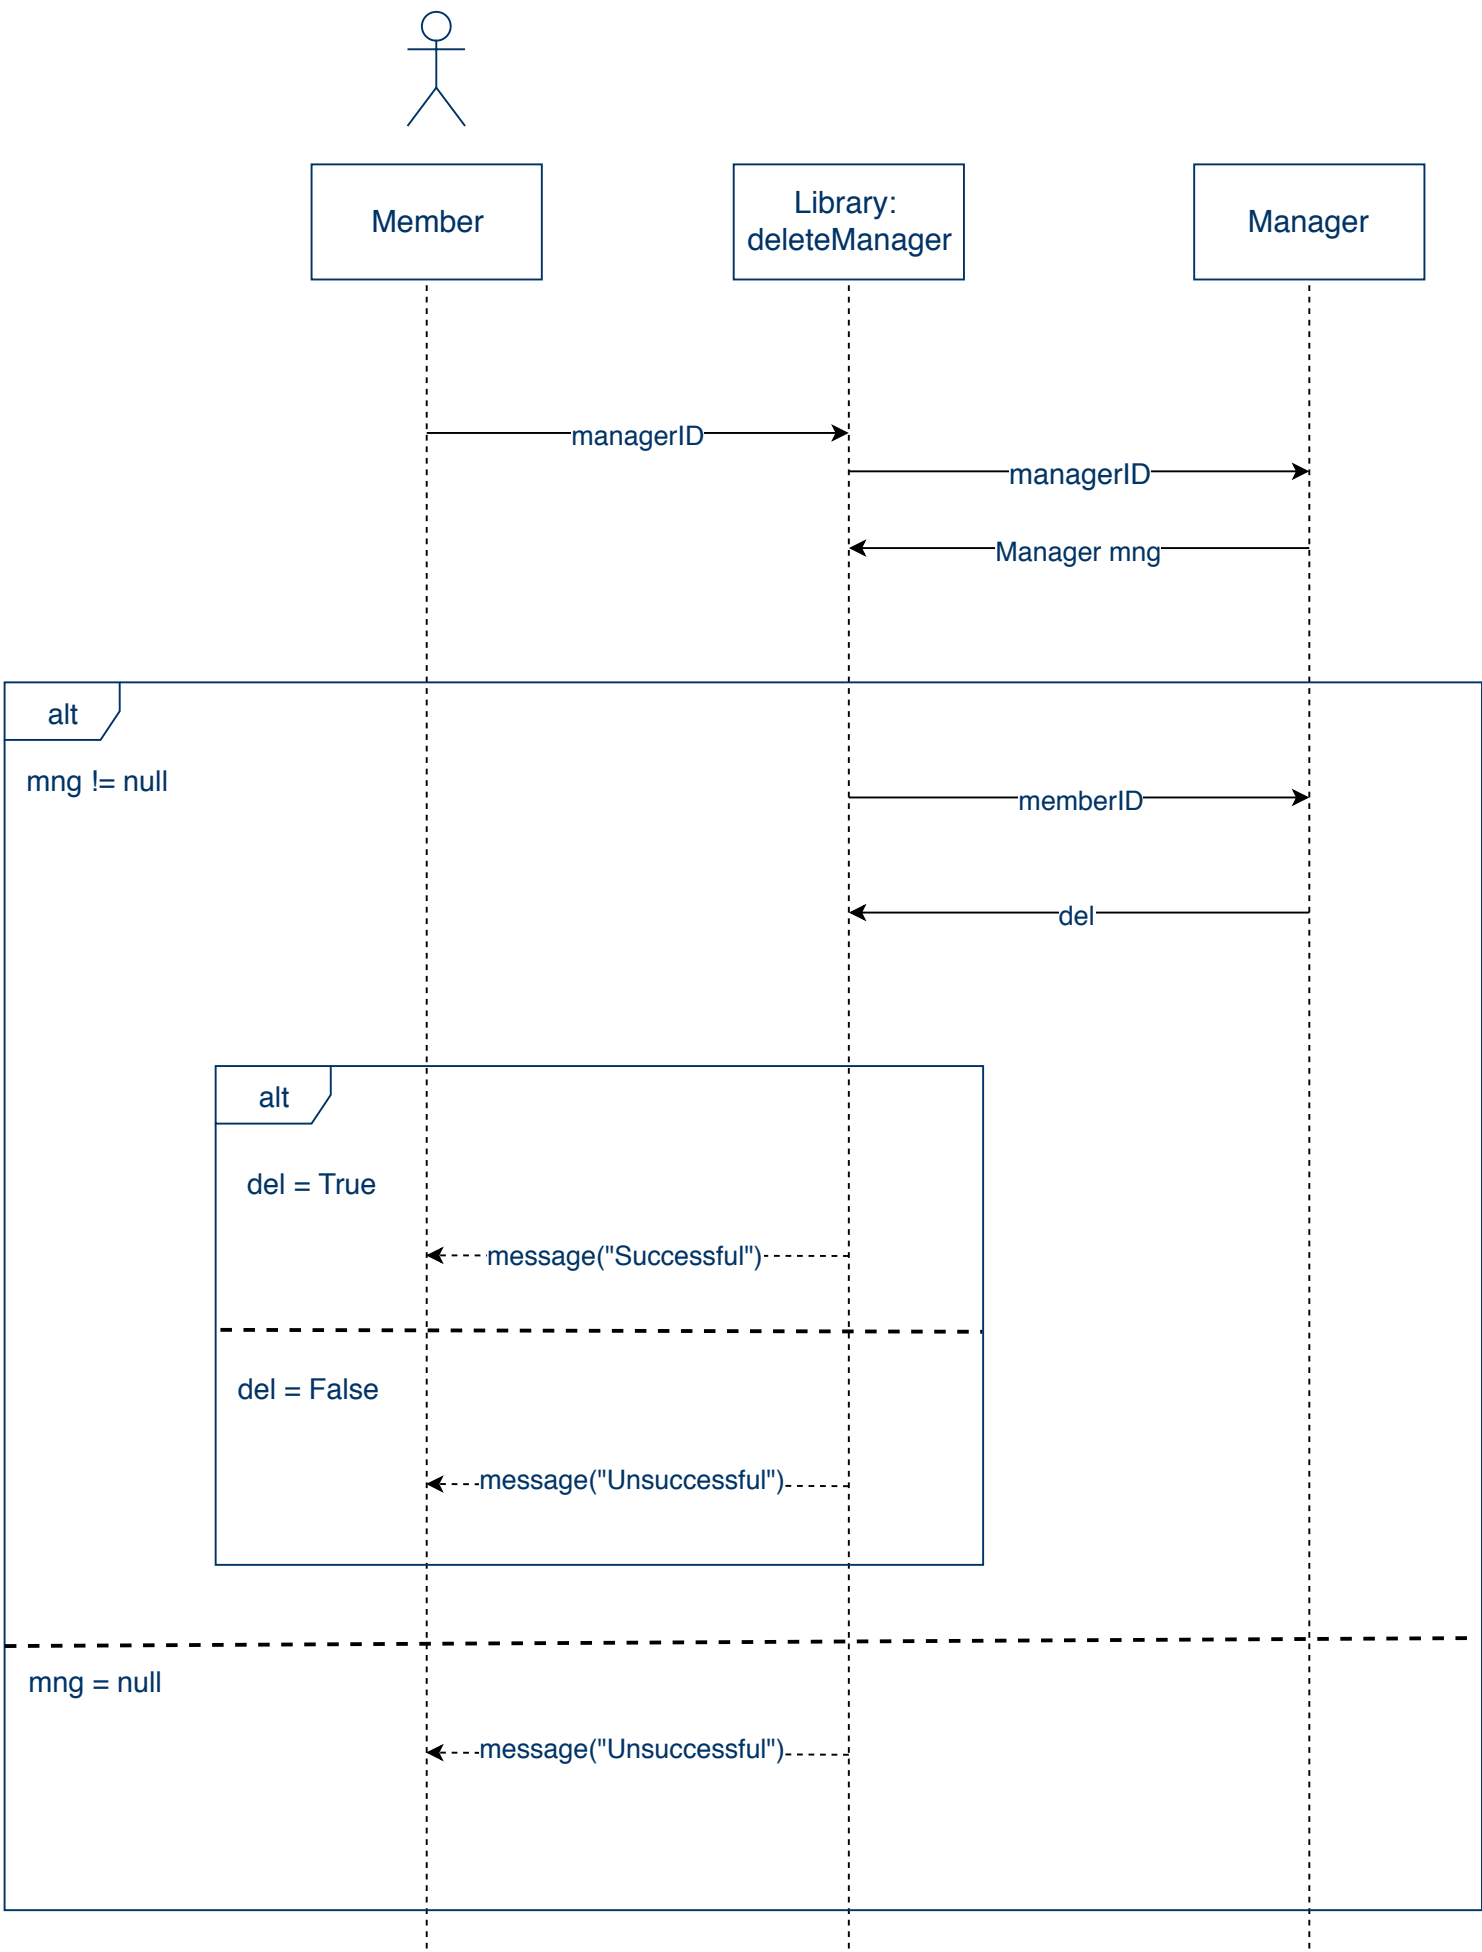 Member
Library:
deleteManager
Manager
managerID
managerID
Manager mng
alt
mng != null
memberID
del
alt
del = True
message("Successful")
del = False
message("Unsuccessful")
mng = null
message("Unsuccessful")